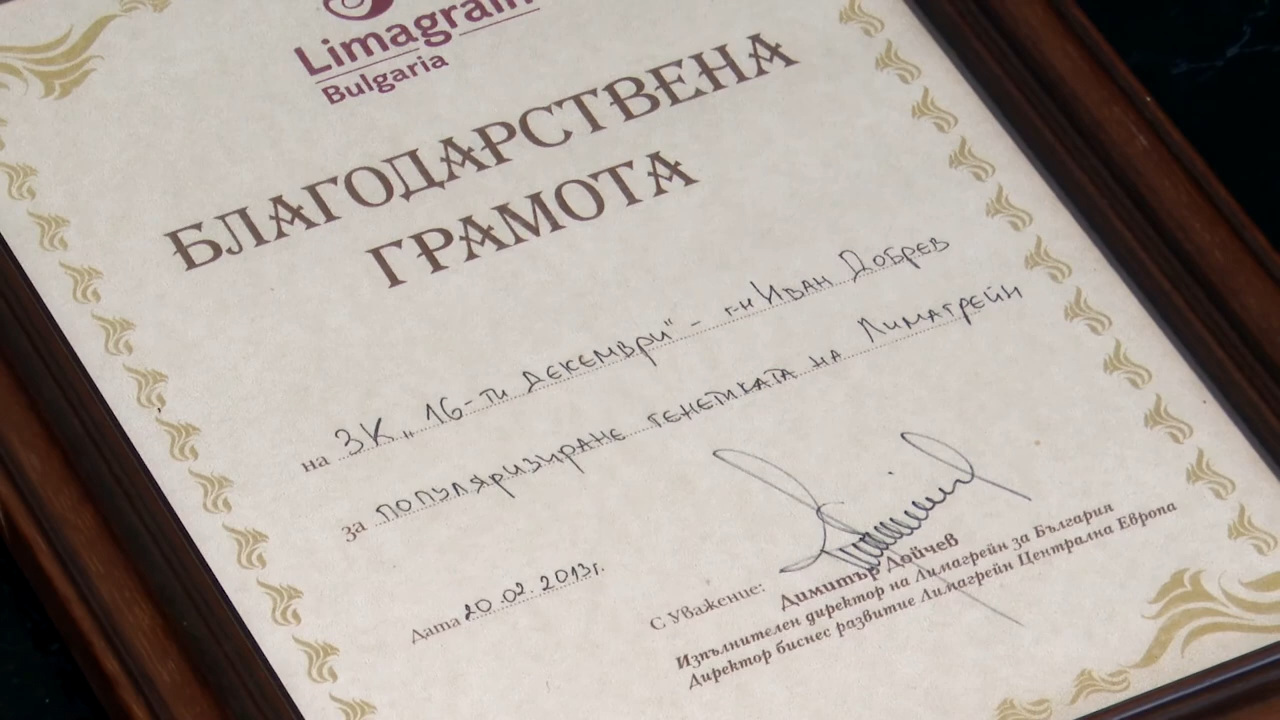 Limagrain
Bulgaria
БЛАГОДАРСТВЕНА
ГРАМОТА
на ЗК „ 16-ти декември" - г-н Иван Добрев
за популяризиране генетиката на Лимагрейн
Дата 20.02.2013г.
С Уважение:
Димитър Дойчев
Изпълнителен директор на Лимагрейн за България
Директор бизнес развитие Лимагрейн Централна Европа